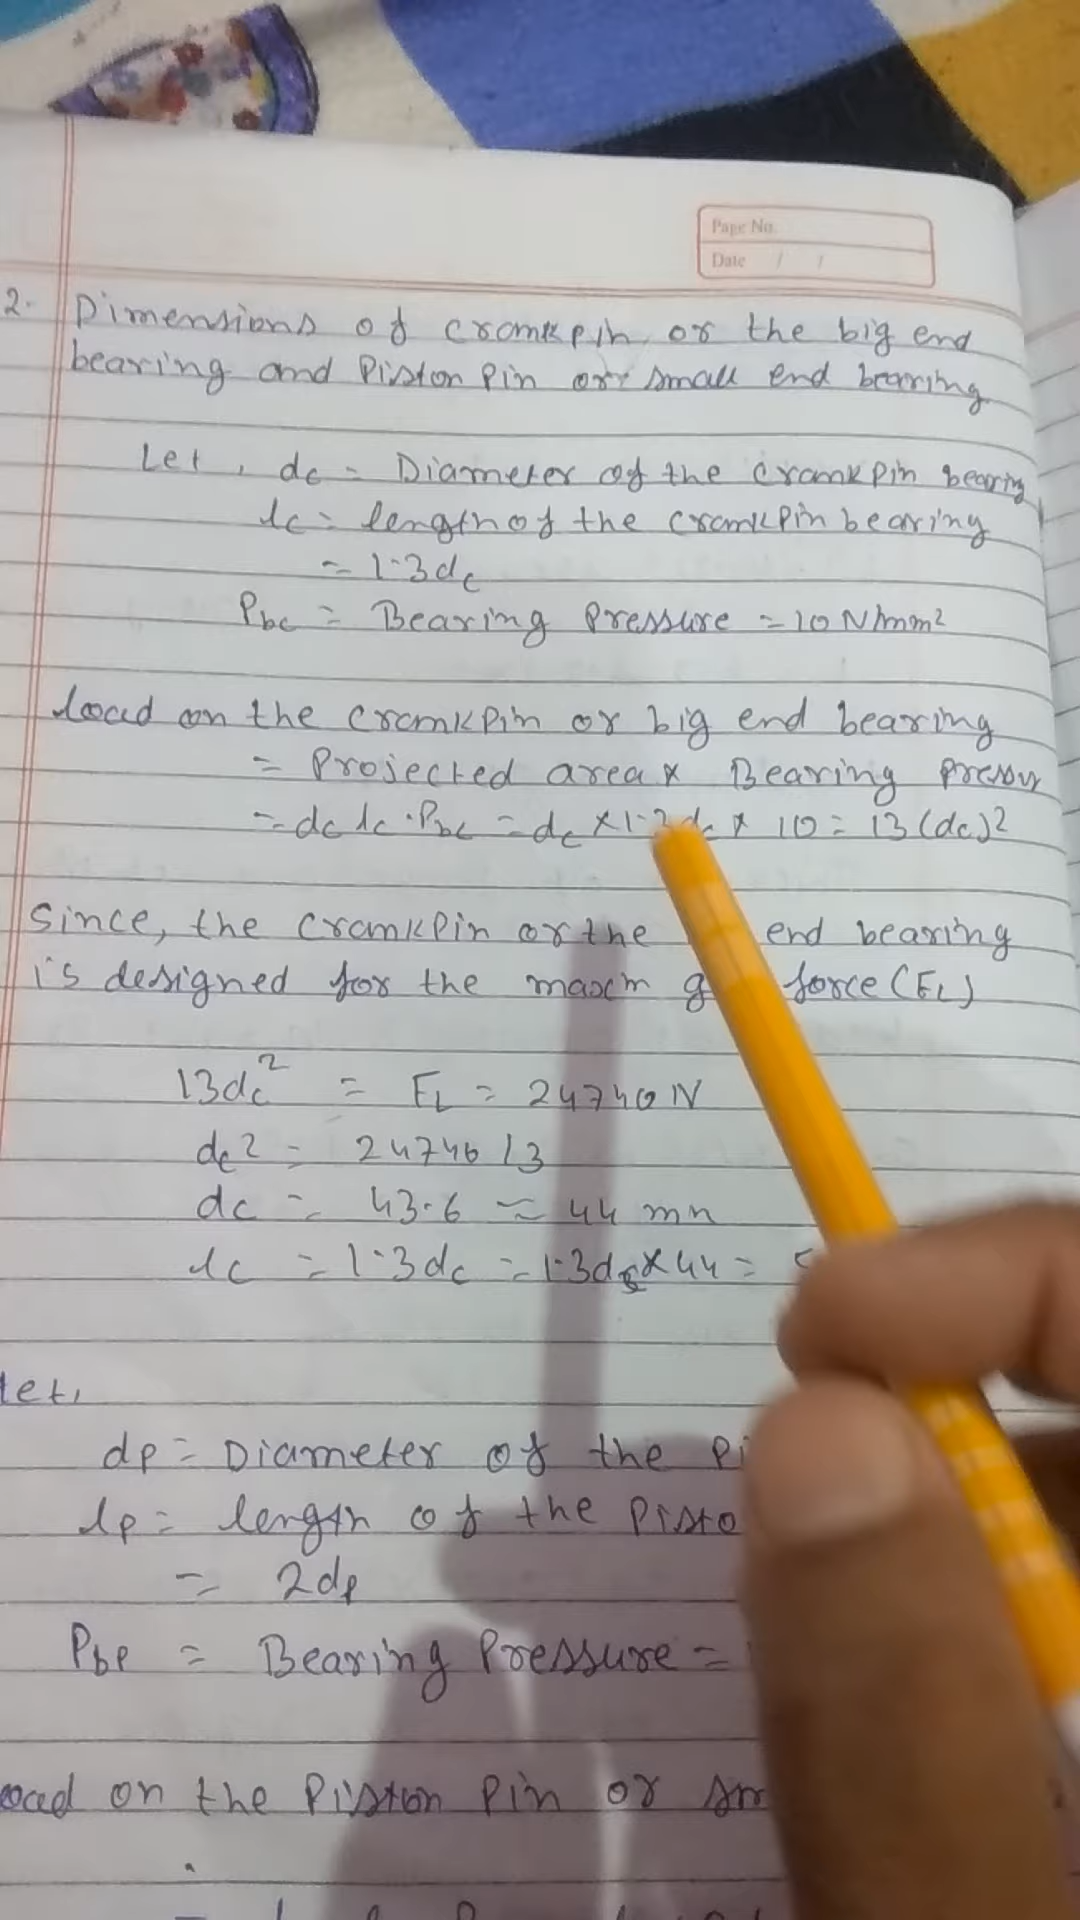 Page No.
Date / /
2. Dimensions of crankpin or the big end
bearing and Piston Pin or small end bearing
Let, dc = Diameter of the crankpin bearing
lc = length of the crankpin bearing
= 1.3dc
Pbc = Bearing Pressure = 10 N/mm²
load on the crankpin or big end bearing
= Projected area x Bearing Pressur
= dc lc . Pbc = dc x 1.3dc x 10 = 13 (dc)²
Since, the crankpin or the end bearing
is designed for the maxm force (FL)
13dc² = FL = 24740 N
dc² = 24740 13
dc = 43.6 ≈ 44 mm
lc = 1.3dc = 1.3dc x 44 =
let,
dp = Diameter of the
lp = length of the
= 2dp
Pbp = Bearing Pressure =
on the Piston Pin or